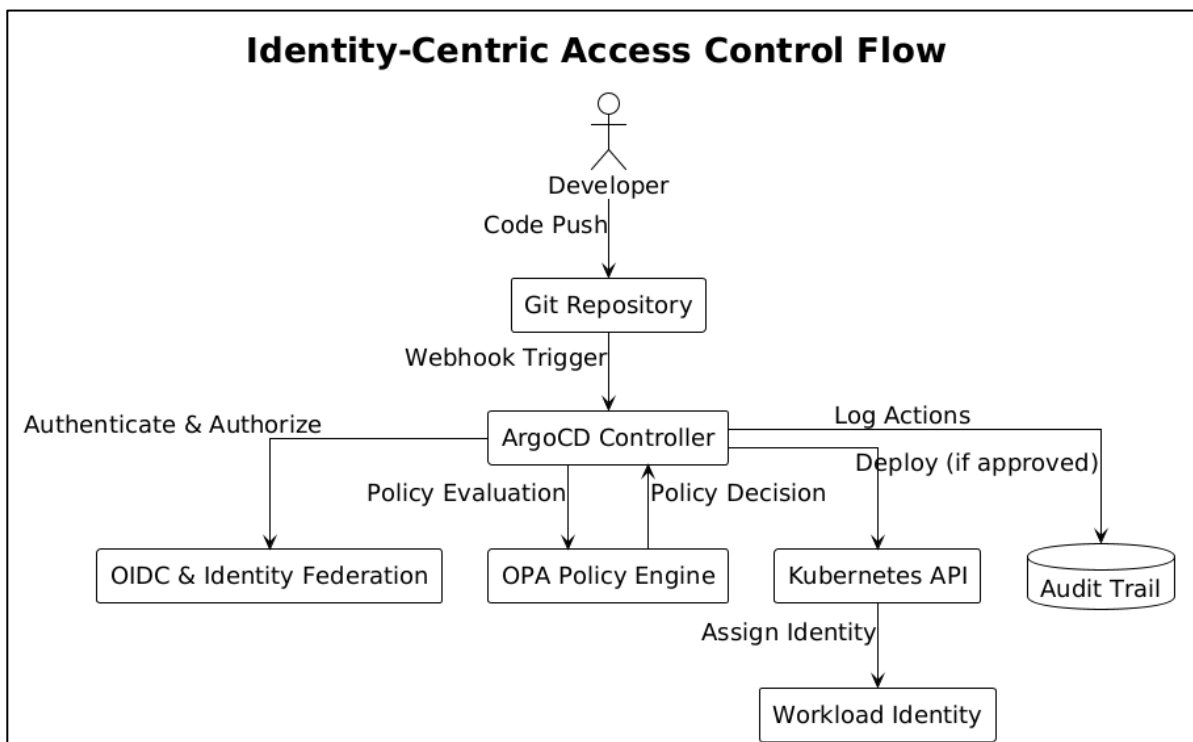 Identity-Centric Access Control Flow
Developer
Code Push
Git Repository
Webhook Trigger
Authenticate & Authorize
ArgoCD Controller
Log Actions
Deploy (if approved)
Policy Evaluation
Policy Decision
OIDC & Identity Federation
OPA Policy Engine
Kubernetes API
Audit Trail
Assign Identity
Workload Identity